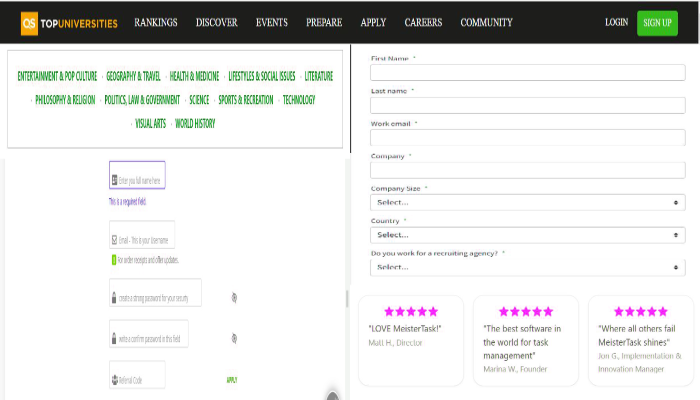 QS TOPUNIVERSITIES RANKINGS DISCOVER EVENTS PREPARE APPLY CAREERS COMMUNITY LOGIN SIGN UP
ENTERTAINMENT & POP CULTURE · GEOGRAPHY & TRAVEL · HEALTH & MEDICINE · LIFESTYLES & SOCIAL ISSUES · LITERATURE
· PHILOSOPHY & RELIGION · POLITICS, LAW & GOVERNMENT · SCIENCE · SPORTS & RECREATION · TECHNOLOGY
· VISUAL ARTS · WORLD HISTORY
Enter you full name here
This is a required field.
Email - This is your Username
For order receipts and offer updates.
create a strong password for your security
write a confirm password in this field
Referral Code APPLY
First Name *
Last name *
Work email *
Company *
Company Size *
Select...
Country *
Select...
Do you work for a recruiting agency? *
Select...
"LOVE MeisterTask!"
Matt H., Director
"The best software in
the world for task
management"
Marina W., Founder
"Where all others fail
MeisterTask shines"
Jon G., Implementation &
Innovation Manager